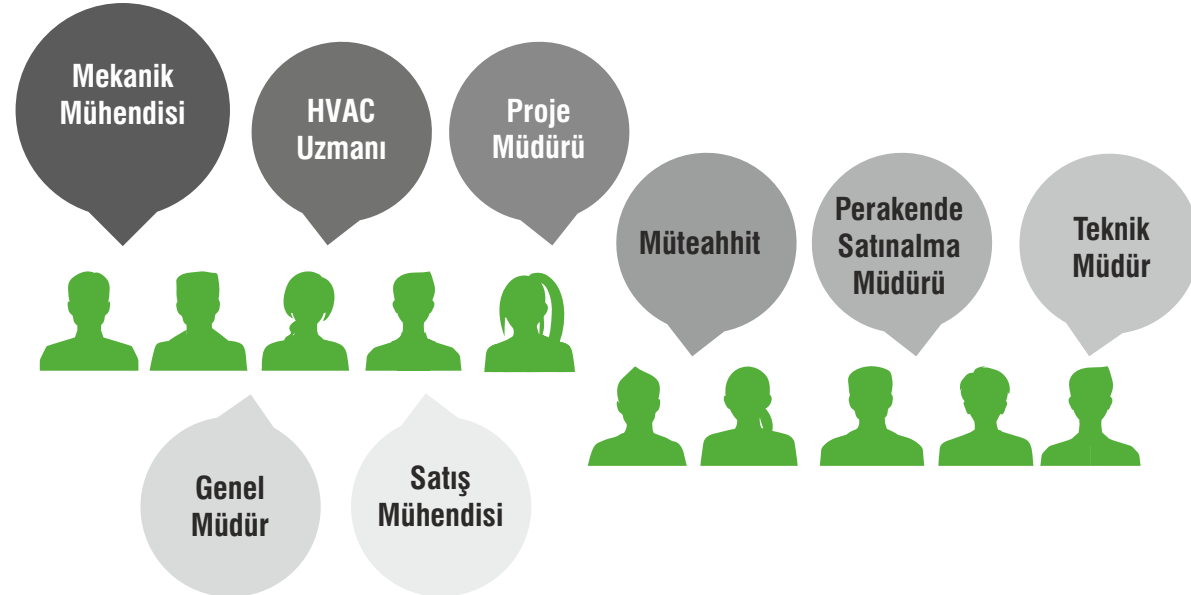 Mekanik
Mühendisi
HVAC
Uzmanı
Proje
Müdürü
Müteahhit
Perakende
Satınalma
Müdürü
Teknik
Müdür
Genel
Müdür
Satış
Mühendisi